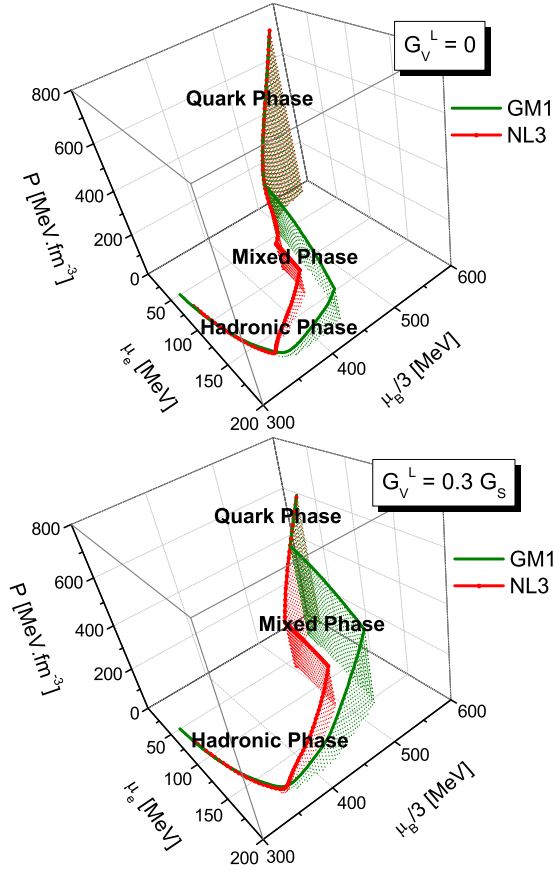 G_V^L = 0
800
Quark Phase
GM1
NL3
600
400
P [MeV.fm^-3]
200
Mixed Phase
0
600
50
Hadronic Phase
500
100
μ_e [MeV]
150
400
μ_B/3 [MeV]
200 300
G_V^L = 0.3 G_S
800
Quark Phase
GM1
NL3
600
400
P [MeV.fm^-3]
Mixed Phase
200
0
600
50
Hadronic Phase
500
100
μ_e [MeV]
150
400
μ_B/3 [MeV]
200 300